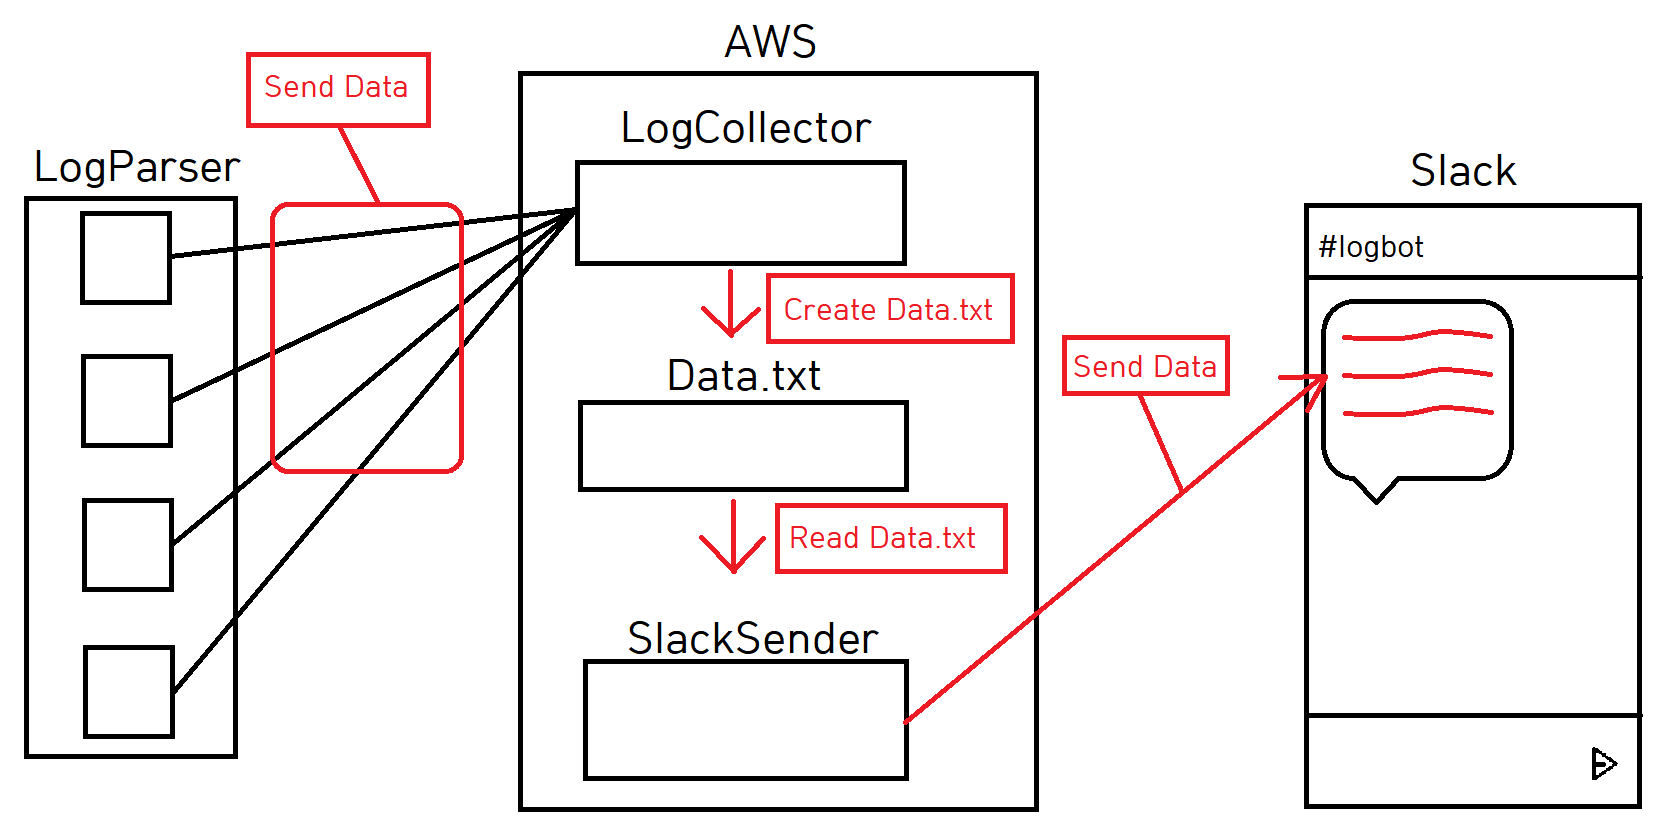 AWS
Send Data
LogCollector
LogParser
Slack
#logbot
Create Data.txt
Data.txt
Send Data
Read Data.txt
SlackSender